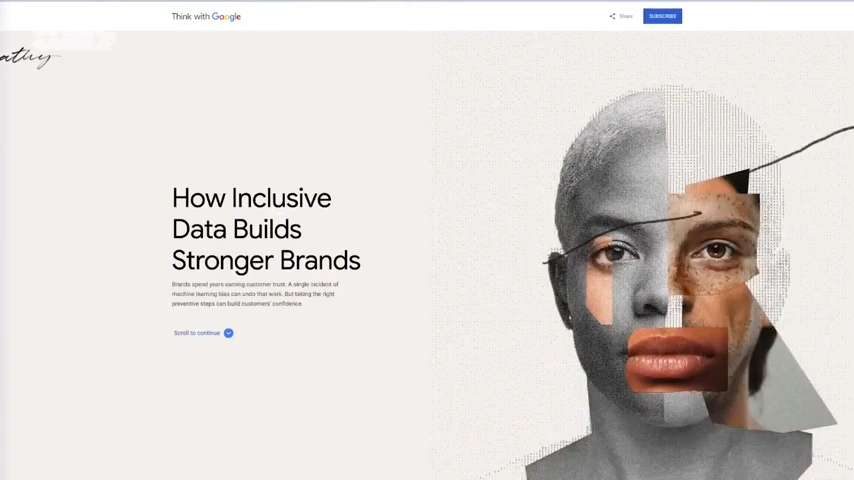 Think with Google
Share
SUBSCRIBE
How Inclusive
Data Builds
Stronger Brands
Brands spend years earning customer trust. A single incident of
machine learning bias can undo that work. But taking the right
preventive steps can build customers' confidence.
Scroll to continue